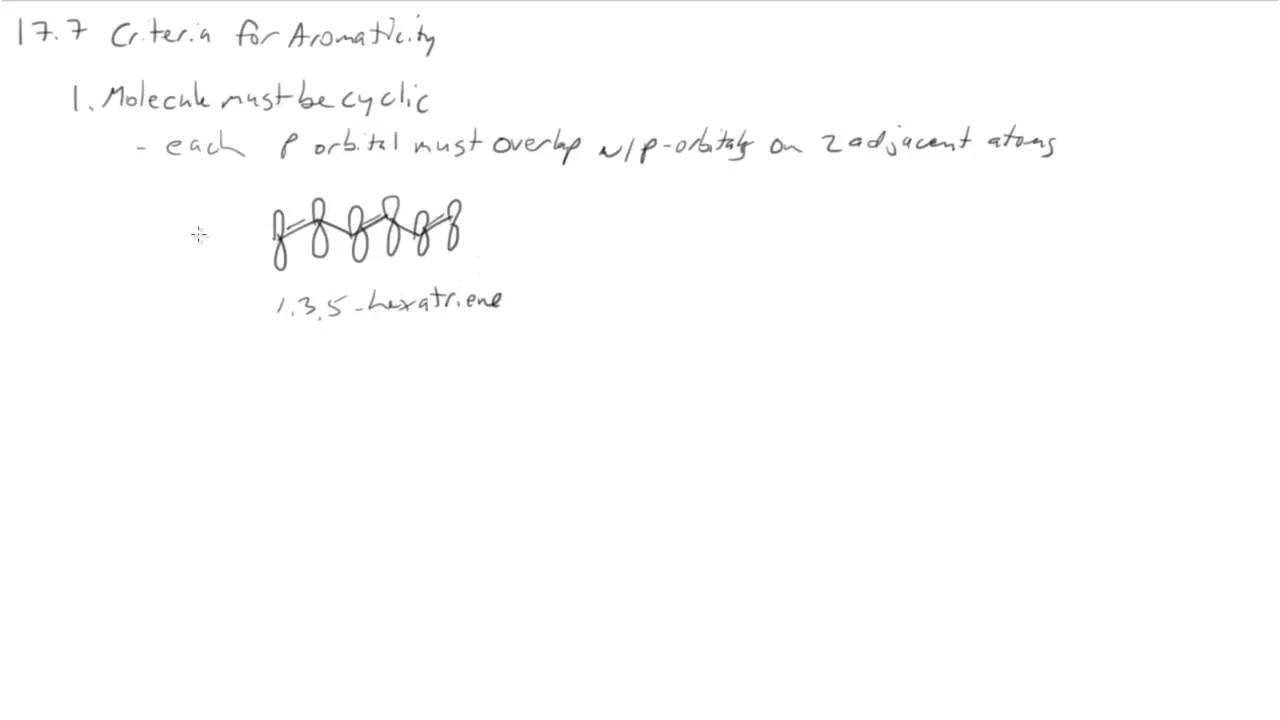 17.7 Criteria for Aromaticity
1. Molecule must be cyclic
- each p orbital must overlap w/p-orbitals on 2 adjacent atoms
1,3,5-hexatriene